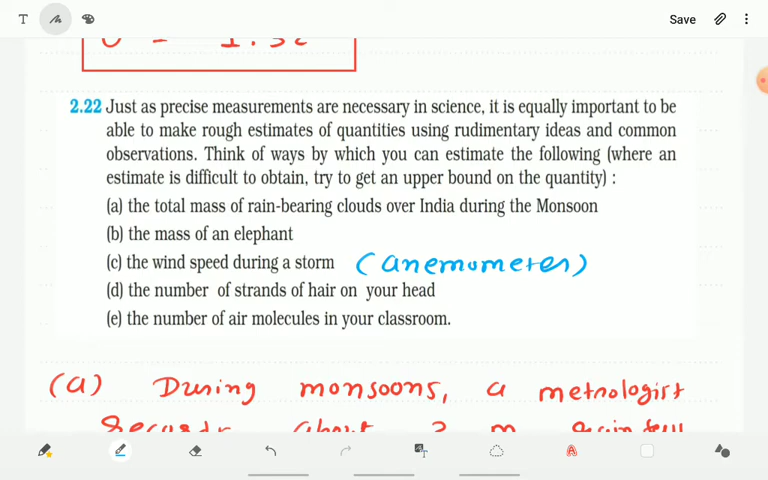 T
Save
2.22 Just as precise measurements are necessary in science, it is equally important to be
able to make rough estimates of quantities using rudimentary ideas and common
observations. Think of ways by which you can estimate the following (where an
estimate is difficult to obtain, try to get an upper bound on the quantity) :
(a) the total mass of rain-bearing clouds over India during the Monsoon
(b) the mass of an elephant
(c) the wind speed during a storm (anemometer)
(d) the number of strands of hair on your head
(e) the number of air molecules in your classroom.
(a) During monsoons, a metrologist